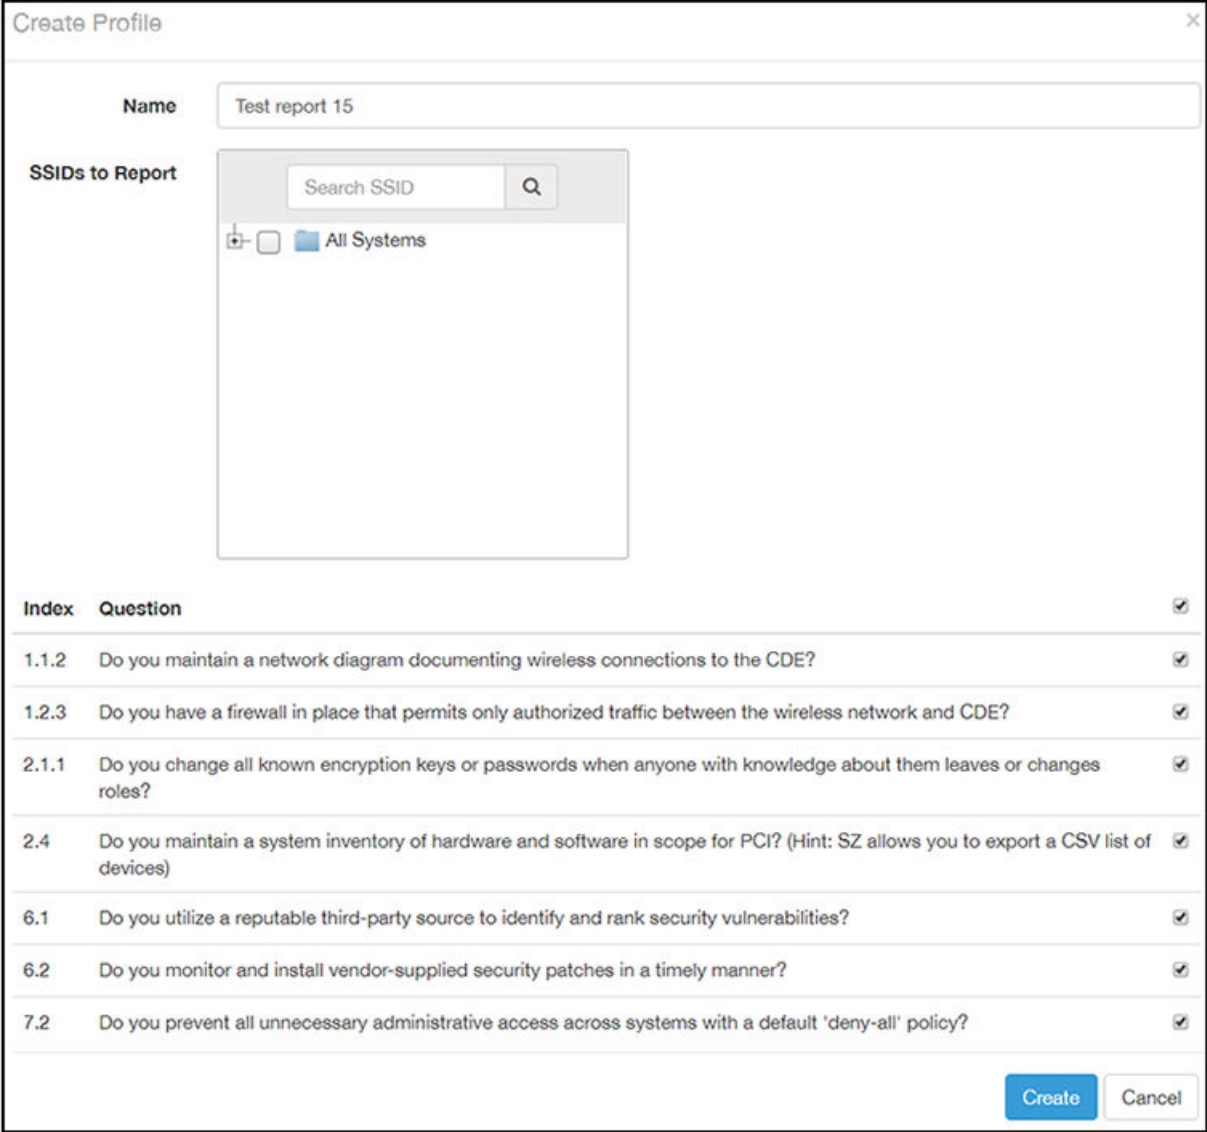 Create Profile
Name
Test report 15
SSIDs to Report
Search SSID
All Systems
Index Question
1.1.2 Do you maintain a network diagram documenting wireless connections to the CDE?
1.2.3 Do you have a firewall in place that permits only authorized traffic between the wireless network and CDE?
2.1.1 Do you change all known encryption keys or passwords when anyone with knowledge about them leaves or changes
roles?
2.4 Do you maintain a system inventory of hardware and software in scope for PCI? (Hint: SZ allows you to export a CSV list of
devices)
6.1 Do you utilize a reputable third-party source to identify and rank security vulnerabilities?
6.2 Do you monitor and install vendor-supplied security patches in a timely manner?
7.2 Do you prevent all unnecessary administrative access across systems with a default 'deny-all' policy?
Create Cancel